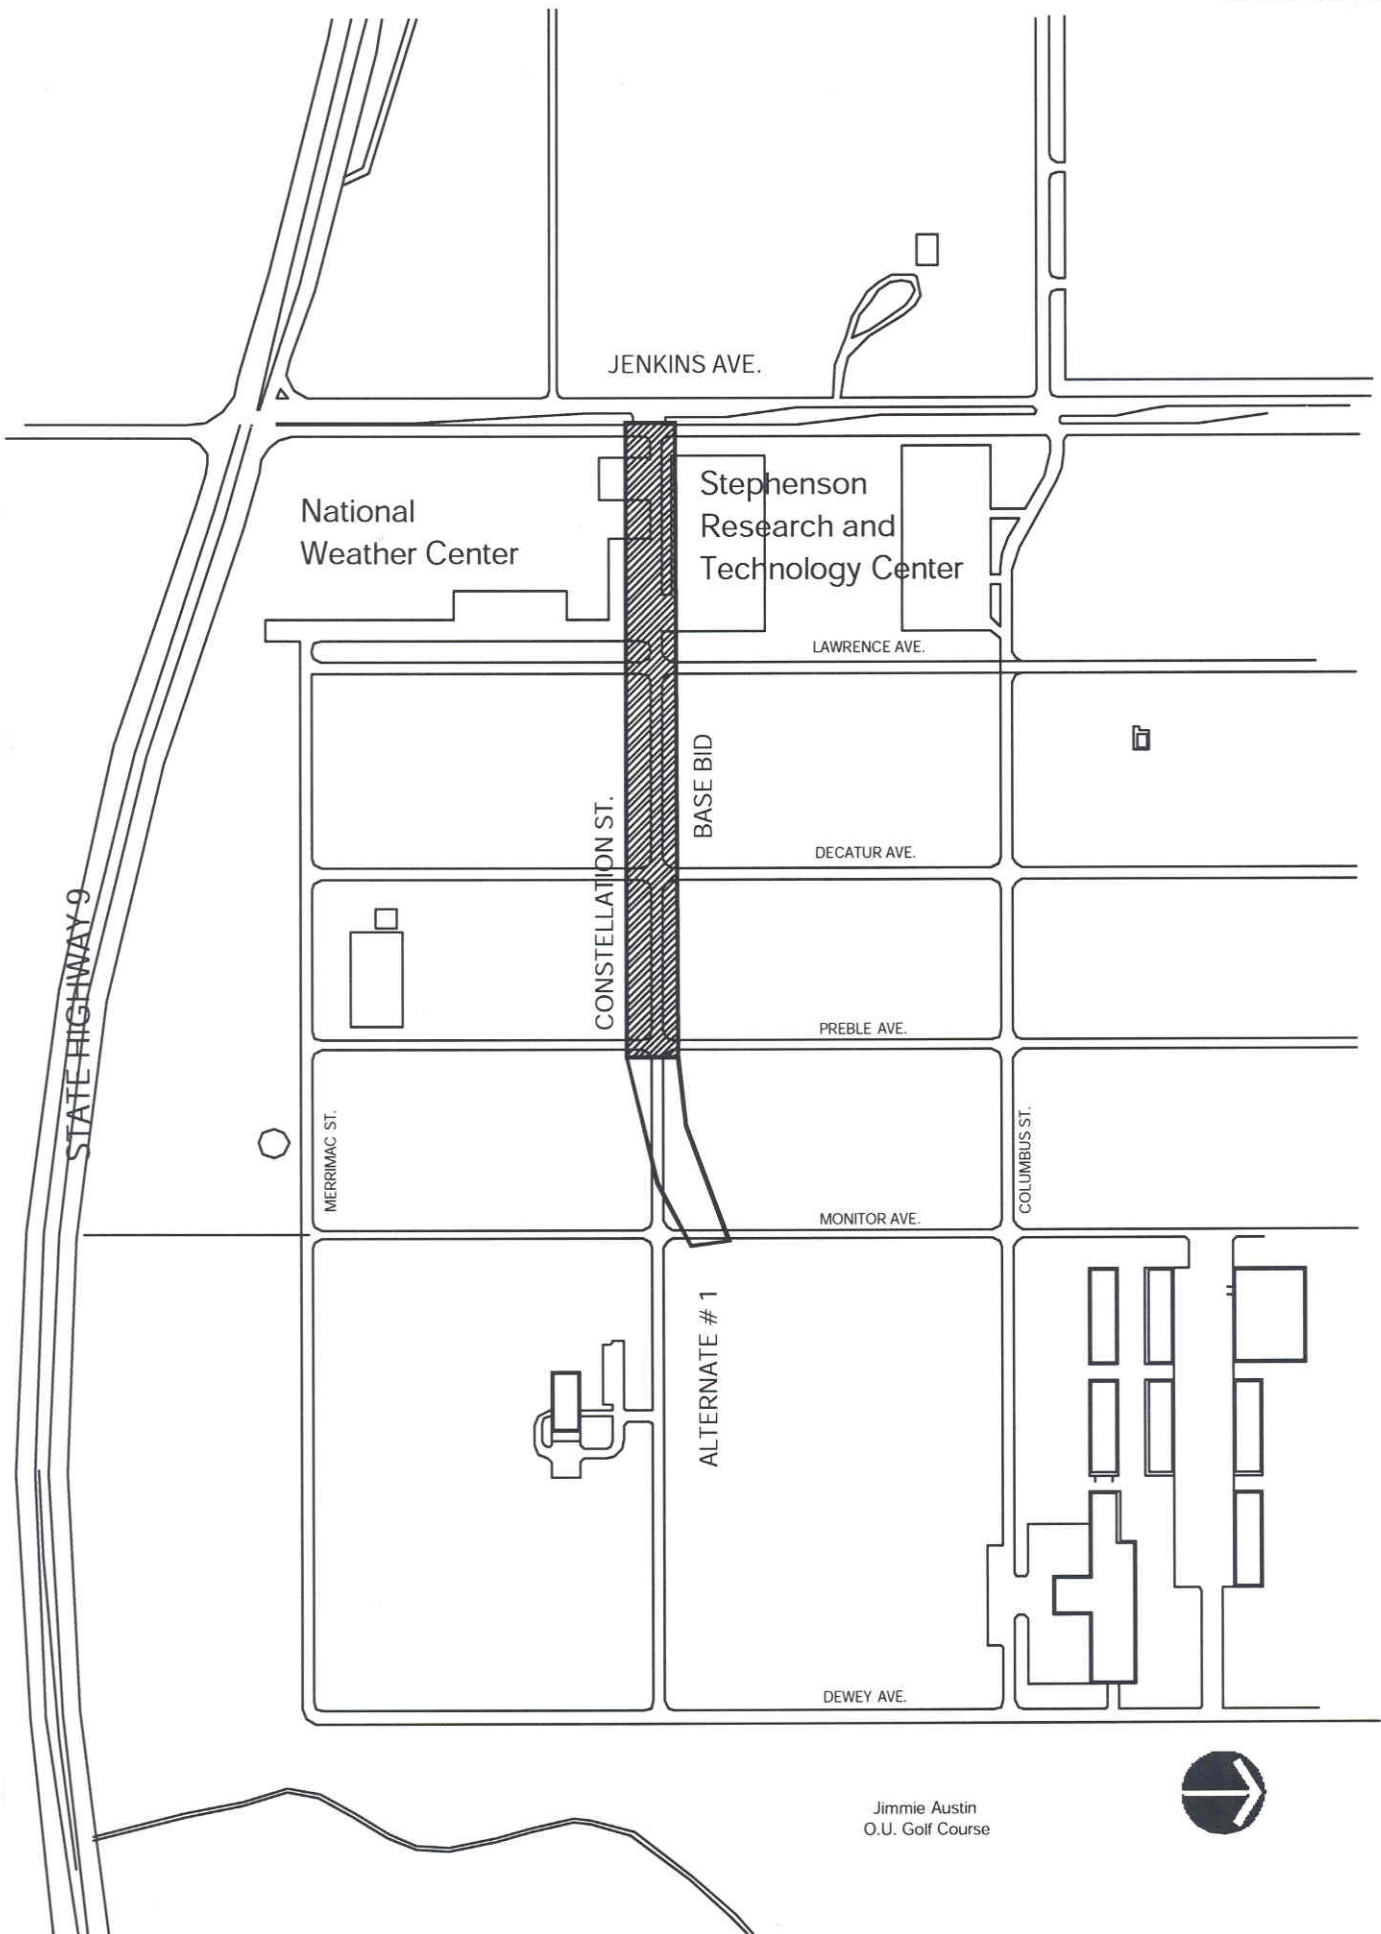 JENKINS AVE.
National
Weather Center
Stephenson
Research and
Technology Center
LAWRENCE AVE.
CONSTELLATION ST.
BASE BID
DECATUR AVE.
STATE HIGHWAY 9
PREBLE AVE.
MERRIMAC ST.
COLUMBUS ST.
MONITOR AVE.
ALTERNATE # 1
DEWEY AVE.
Jimmie Austin
O.U. Golf Course